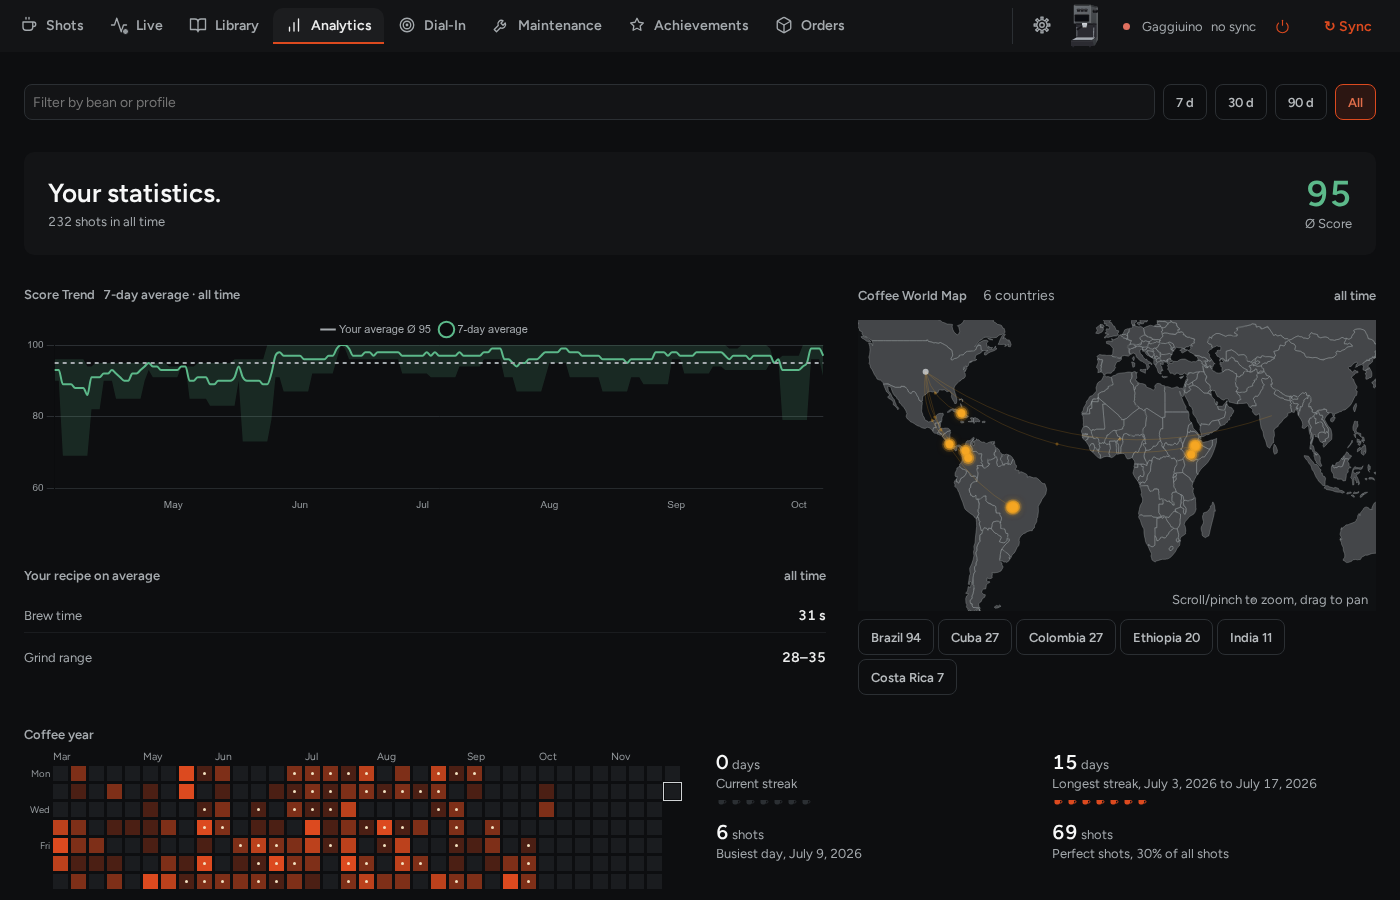 Shots Live Library Analytics Dial-In Maintenance Achievements Orders Gaggiuino no sync ↻ Sync
Filter by bean or profile 7 d 30 d 90 d All
Your statistics. 95
232 shots in all time Ø Score
Score Trend 7-day average · all time
Your average Ø 95 7-day average
100
80
60
May Jun Jul Aug Sep Oct
Coffee World Map 6 countries all time
Scroll/pinch to zoom, drag to pan
Brazil 94 Cuba 27 Colombia 27 Ethiopia 20 India 11
Costa Rica 7
Your recipe on average all time
Brew time 31 s
Grind range 28–35
Coffee year
Mar May Jun Jul Aug Sep Oct Nov
Mon
Wed
Fri
0 days
Current streak
15 days
Longest streak, July 3, 2026 to July 17, 2026
6 shots
Busiest day, July 9, 2026
69 shots
Perfect shots, 30% of all shots